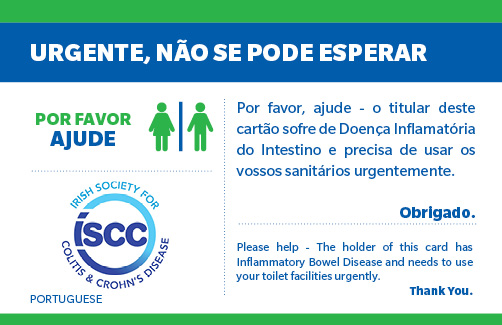 URGENTE, NÃO SE PODE ESPERAR
POR FAVOR
AJUDE
IRISH SOCIETY FOR
iscc
COLITIS & CROHN'S DISEASE
PORTUGUESE
Por favor, ajude - o titular deste
cartão sofre de Doença Inflamatória
do Intestino e precisa de usar os
vossos sanitários urgentemente.
Obrigado.
Please help - The holder of this card has
Inflammatory Bowel Disease and needs to use
your toilet facilities urgently.
Thank You.